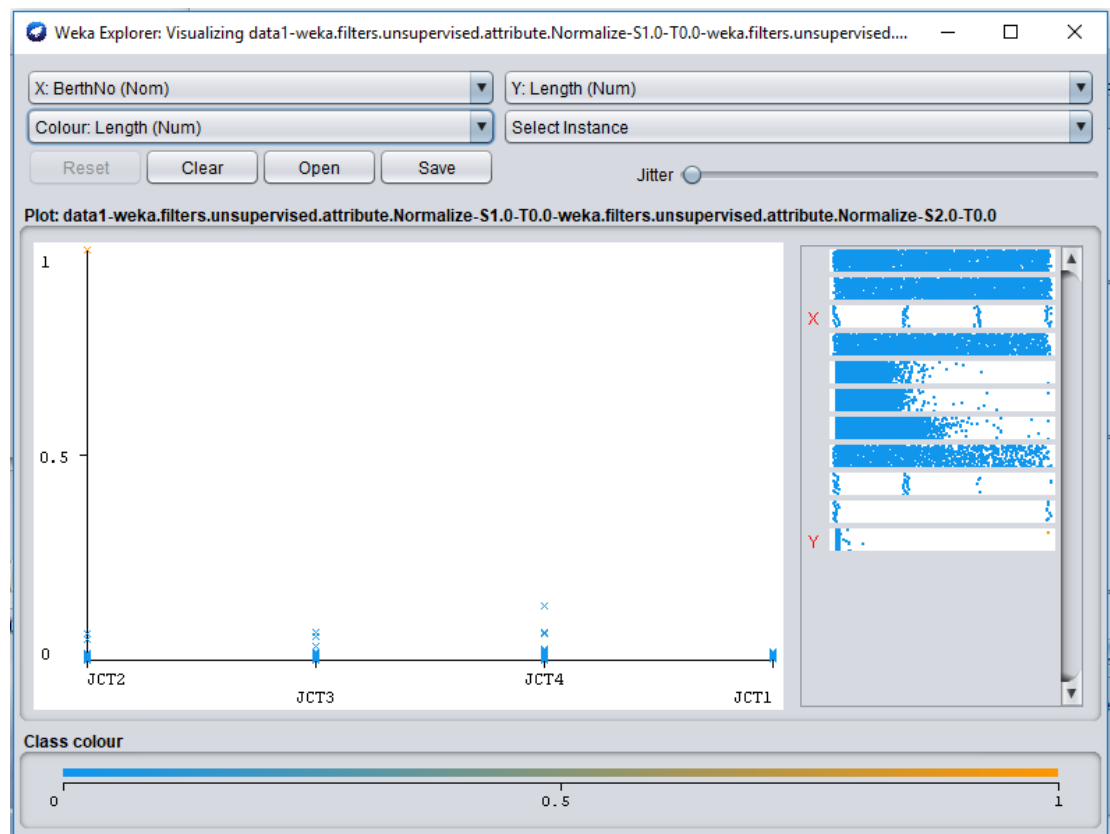 Weka Explorer: Visualizing data1-weka.filters.unsupervised.attribute.Normalize-S1.0-T0.0-weka.filters.unsupervised....
X: BerthNo (Nom)
Y: Length (Num)
Colour: Length (Num)
Select Instance
Reset
Clear
Open
Save
Jitter
Plot: data1-weka.filters.unsupervised.attribute.Normalize-S1.0-T0.0-weka.filters.unsupervised.attribute.Normalize-S2.0-T0.0
1
0.5
0
JCT2
JCT3
JCT4
JCT1
X
Y
Class colour
0
0.5
1